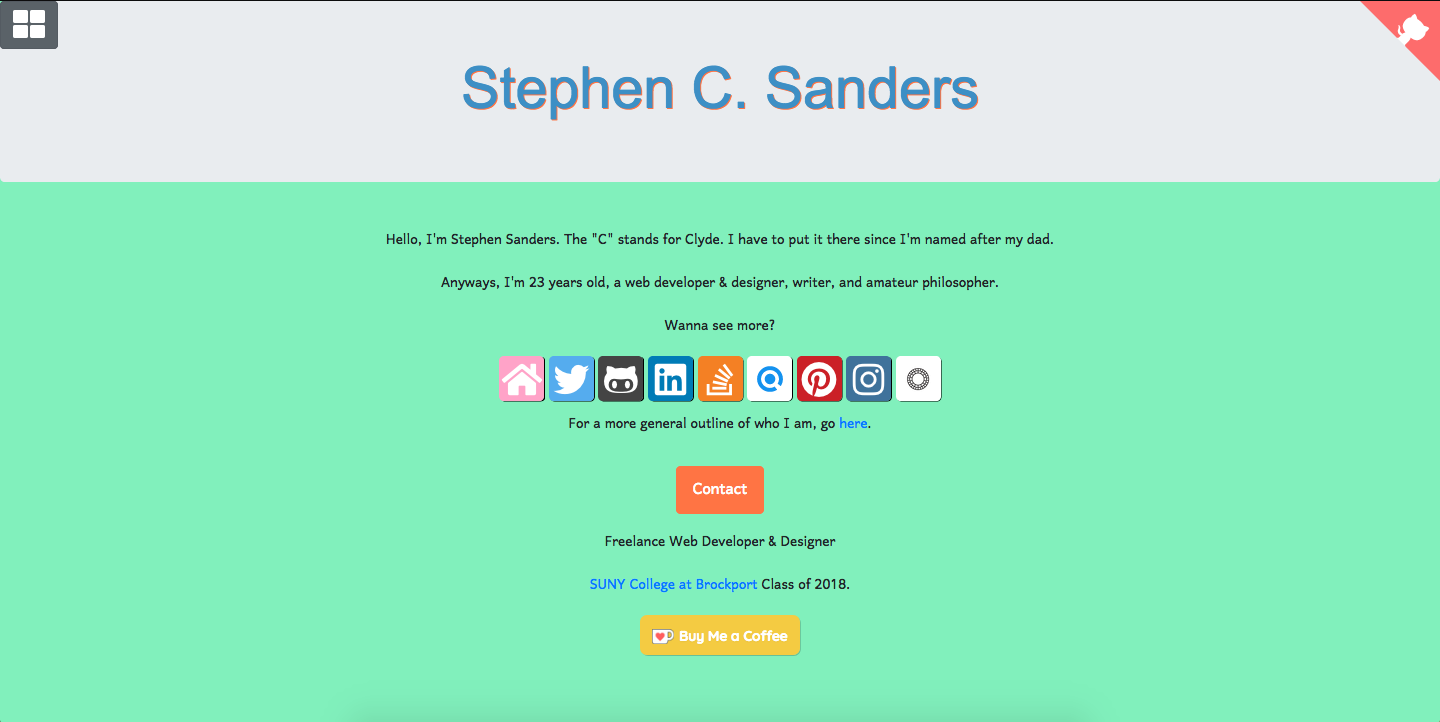 Stephen C. Sanders
Hello, I'm Stephen Sanders. The "C" stands for Clyde. I have to put it there since I'm named after my dad.
Anyways, I'm 23 years old, a web developer & designer, writer, and amateur philosopher.
Wanna see more?
in
For a more general outline of who I am, go here.
Contact
Freelance Web Developer & Designer
SUNY College at Brockport Class of 2018.
Buy Me a Coffee